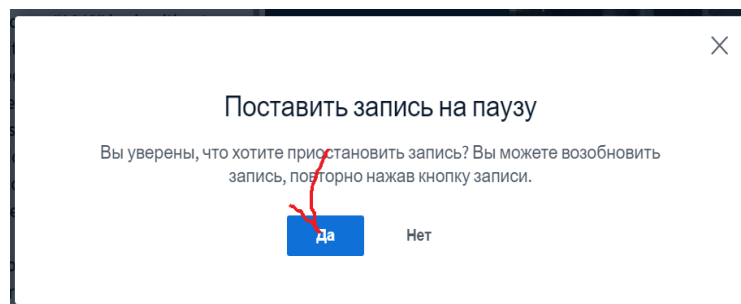 Поставить запись на паузу
Вы уверены, что хотите приостановить запись? Вы можете возобновить
запись, повторно нажав кнопку записи.
Да
Нет